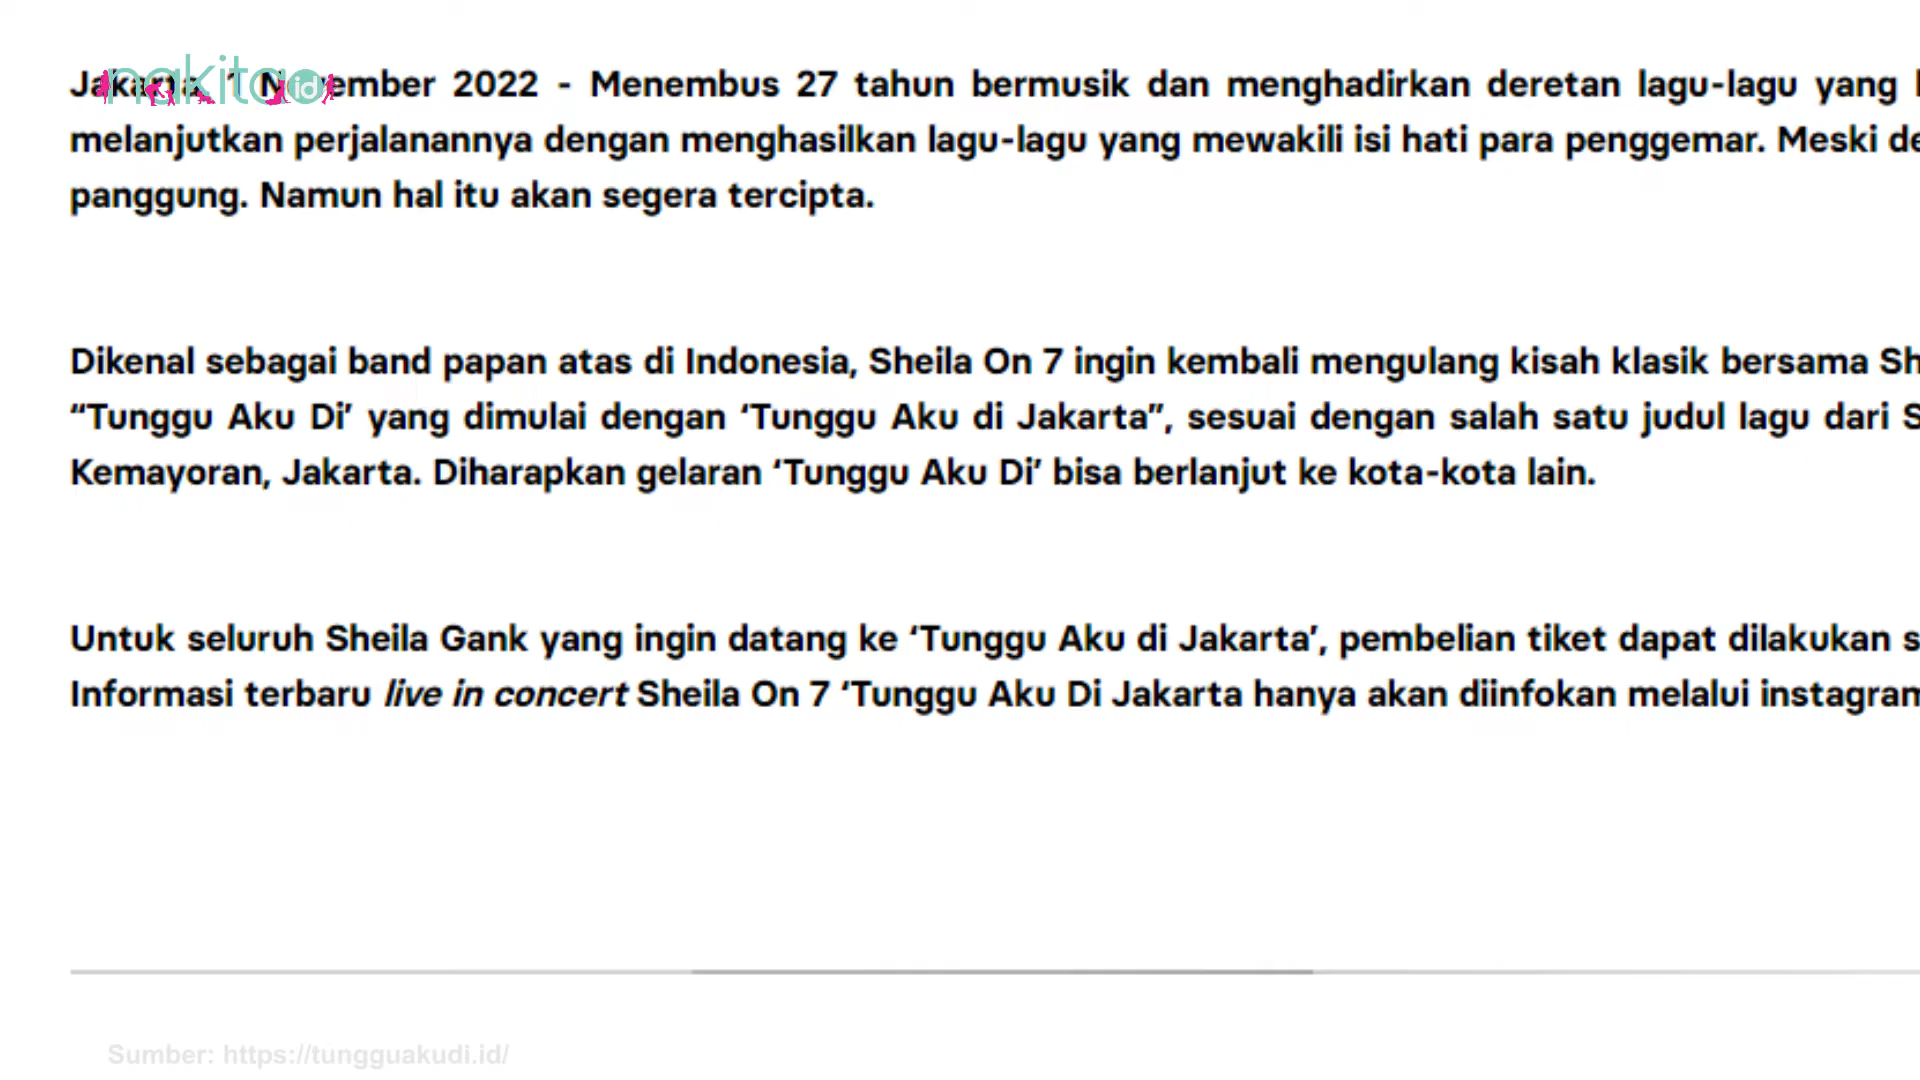 nakita.id
Jakarta, 1 November 2022 - Menembus 27 tahun bermusik dan menghadirkan deretan lagu-lagu yang
melanjutkan perjalanannya dengan menghasilkan lagu-lagu yang mewakili isi hati para penggemar. Meski
panggung. Namun hal itu akan segera tercipta.
Dikenal sebagai band papan atas di Indonesia, Sheila On 7 ingin kembali mengulang kisah klasik bersama
“Tunggu Aku Di’ yang dimulai dengan ‘Tunggu Aku di Jakarta”, sesuai dengan salah satu judul lagu dari
Kemayoran, Jakarta. Diharapkan gelaran ‘Tunggu Aku Di’ bisa berlanjut ke kota-kota lain.
Untuk seluruh Sheila Gank yang ingin datang ke ‘Tunggu Aku di Jakarta’, pembelian tiket dapat dilakukan
Informasi terbaru live in concert Sheila On 7 ‘Tunggu Aku Di Jakarta hanya akan diinfokan melalui instagram
Sumber: https://tungguakudi.id/